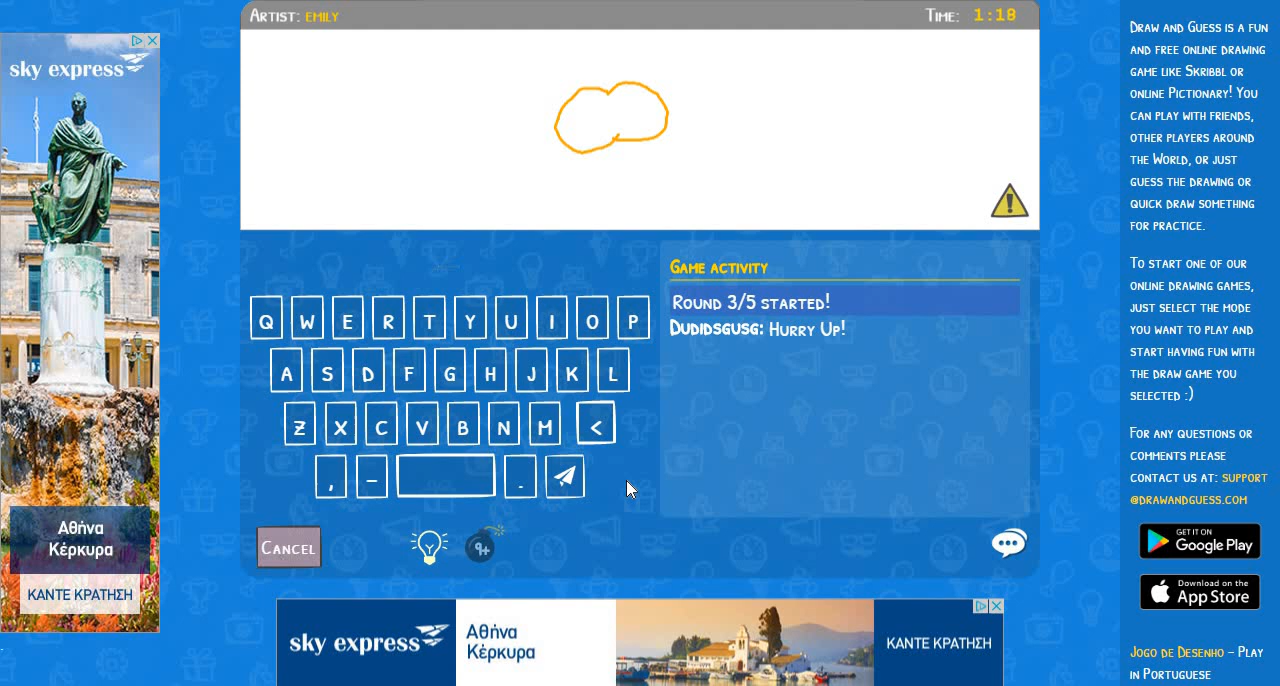 Artist: emily
Time: 1:18
sky express
Αθήνα
Κέρκυρα
ΚΑΝΤΕ ΚΡΑΤΗΣΗ
Game activity
Round 3/5 started!
Dudidsgusg: Hurry Up!
Q W E R T Y U I O P
A S D F G H J K L
Z X C V B N M <
, – .
Cancel
9+
sky express
Αθήνα
Κέρκυρα
ΚΑΝΤΕ ΚΡΑΤΗΣΗ
Draw and Guess is a fun
and free online drawing
game like Skribbl or
online Pictionary! You
can play with friends,
other players around
the World, or just
guess the drawing or
quick draw something
for practice.
To start one of our
online drawing games,
just select the mode
you want to play and
start having fun with
the draw game you
selected :)
For any questions or
comments please
contact us at: support
@drawandguess.com
GET IT ON
Google Play
Download on the
App Store
Jogo de Desenho – Play
in Portuguese